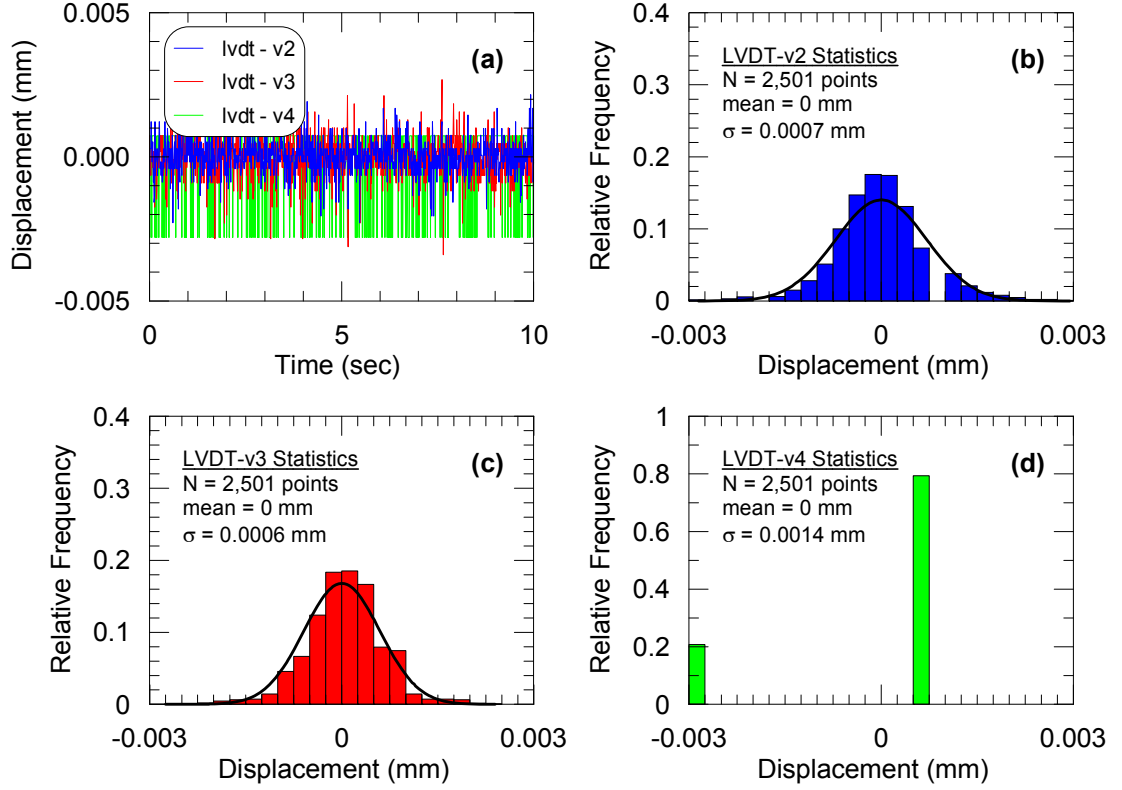 0.005
0.000
-0.005
Displacement (mm)
lvdt - v2
lvdt - v3
lvdt - v4
(a)
0
5
10
Time (sec)
0.4
0.3
0.2
0.1
0
Relative Frequency
LVDT-v2 Statistics
N = 2,501 points
mean = 0 mm
σ = 0.0007 mm
(b)
-0.003
0
0.003
Displacement (mm)
0.4
0.3
0.2
0.1
0
Relative Frequency
LVDT-v3 Statistics
N = 2,501 points
mean = 0 mm
σ = 0.0006 mm
(c)
-0.003
0
0.003
Displacement (mm)
1
0.8
0.6
0.4
0.2
0
Relative Frequency
LVDT-v4 Statistics
N = 2,501 points
mean = 0 mm
σ = 0.0014 mm
(d)
-0.003
0
0.003
Displacement (mm)